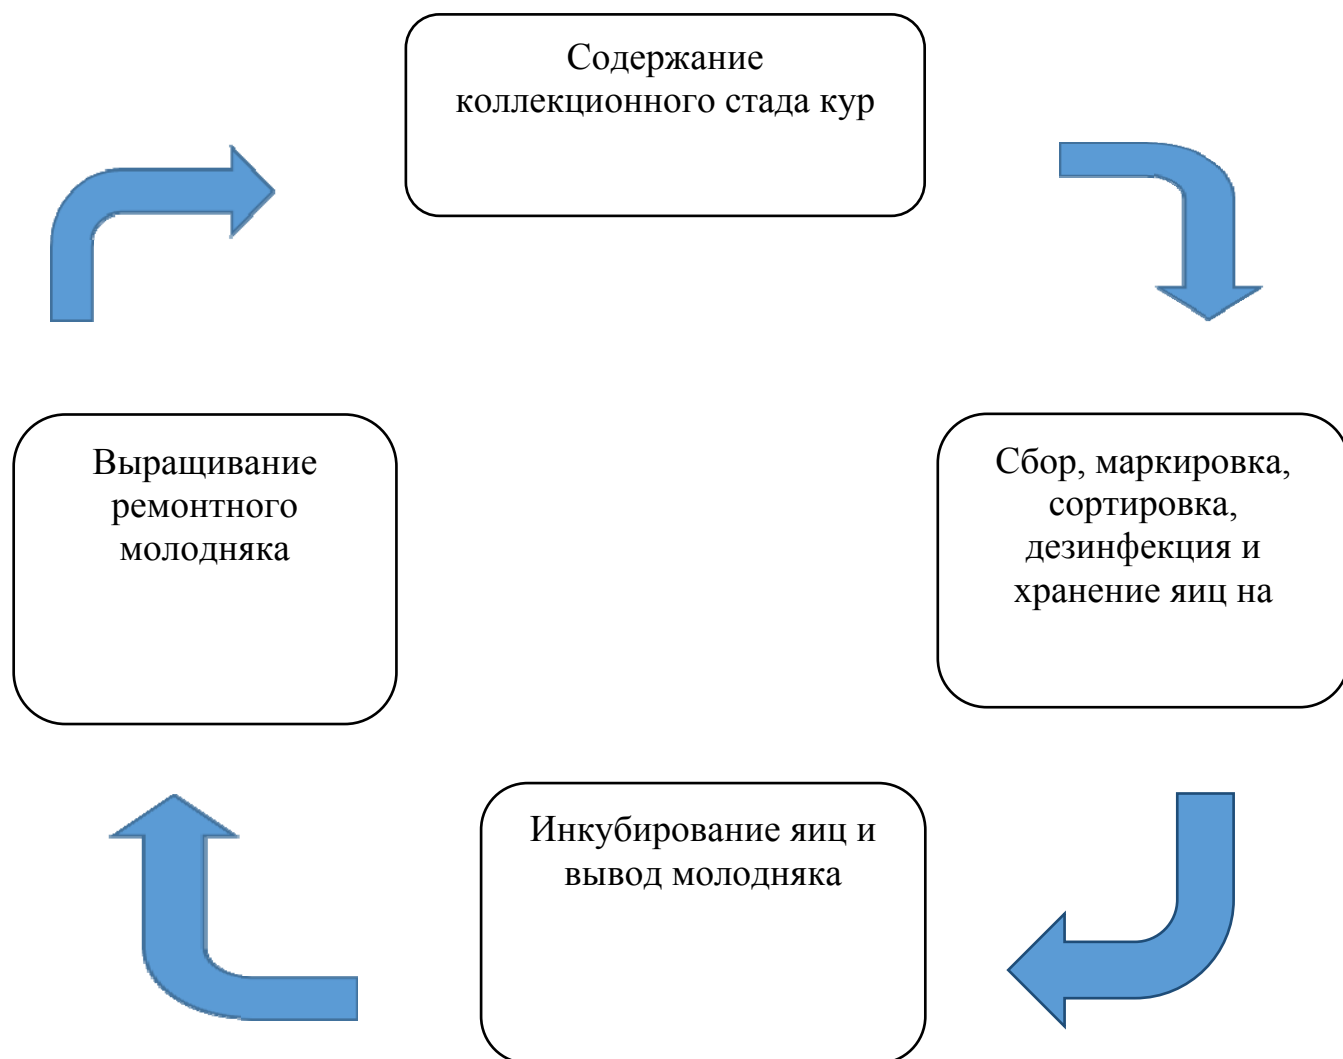 Содержание
коллекционного стада кур
Выращивание
ремонтного
молодняка
Сбор, маркировка,
сортировка,
дезинфекция и
хранение яиц на
Инкубирование яиц и
вывод молодняка